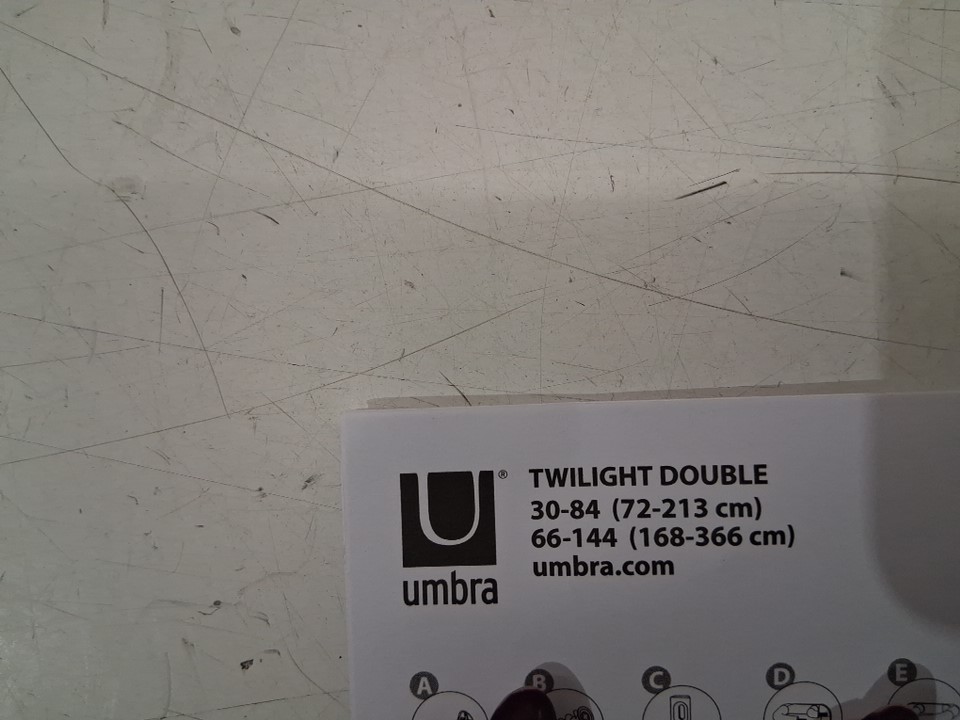 U® TWILIGHT DOUBLE
30-84 (72-213 cm)
66-144 (168-366 cm)
umbra.com
umbra
A B C D E